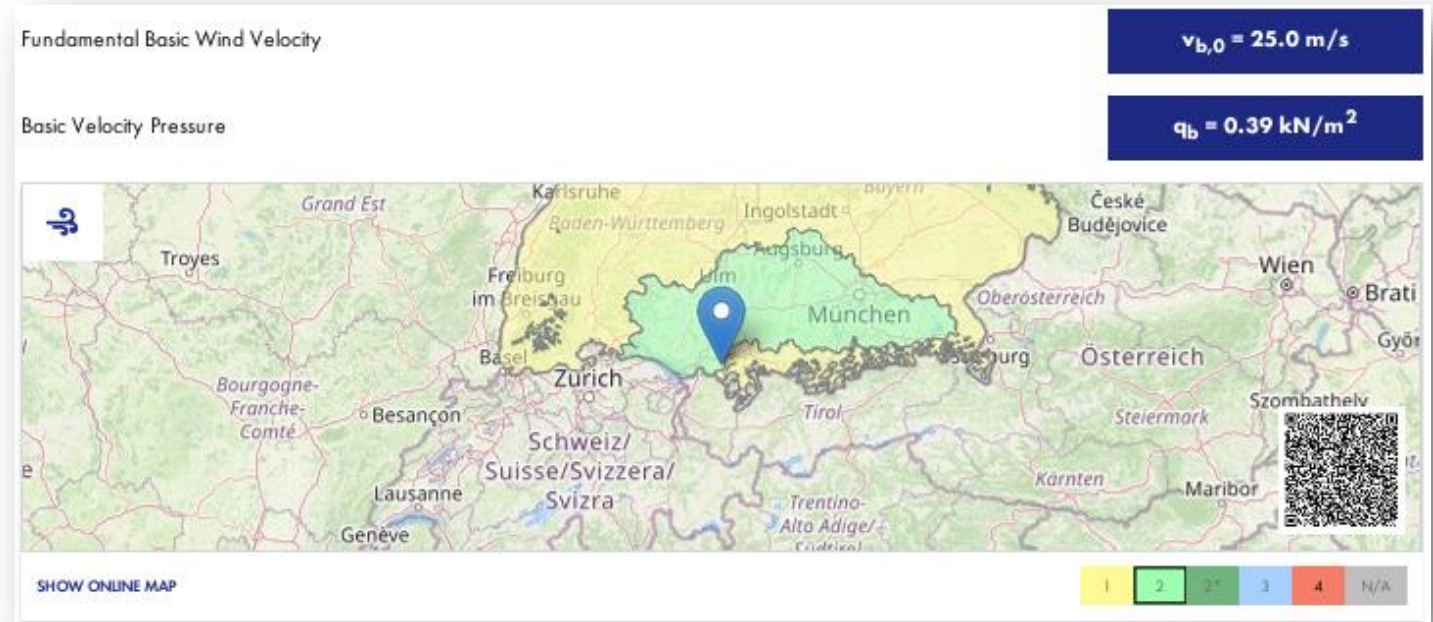 Fundamental Basic Wind Velocity
v_b,0 = 25.0 m/s
Basic Velocity Pressure
q_b = 0.39 kN/m²
Karlsruhe
Bayern
Grand Est
Ingolstadt
České
Budějovice
Baden-Württemberg
Troyes
Augsburg
Wien
Freiburg
im Breisgau
Ulm
Oberösterreich
Brati
München
Győr
Basel
Zürich
Österreich
Bourgogne-
Franche-
Comté
Besançon
Tirol
Steiermark
Szombathely
Schweiz/
Suisse/Svizzera/
Svizra
Kärnten
Maribor
Lausanne
Trentino-
Alto Adige/
Genève
SHOW ONLINE MAP
1 2 2* 3 4 N/A